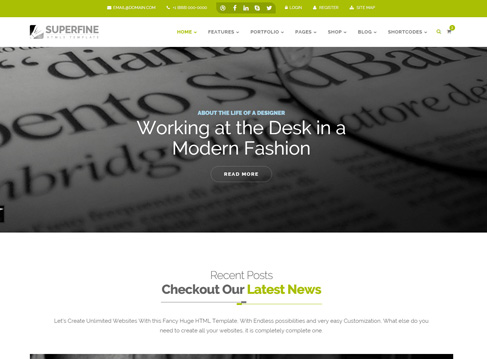 EMAIL@DOMAIN.COM +1 (888) 000-0000 LOGIN REGISTER SITE MAP
SUPERFINE
HTML5 TEMPLATE
HOME FEATURES PORTFOLIO PAGES SHOP BLOG SHORTCODES
ABOUT THE LIFE OF A DESIGNER
Working at the Desk in a
Modern Fashion
READ MORE
Recent Posts
Checkout Our Latest News
Let's Create Unlimited Websites With this Fancy Huge HTML Template. With Endless possibilities and very easy Customization. What else do you
need to create all your websites, it is completely complete one.